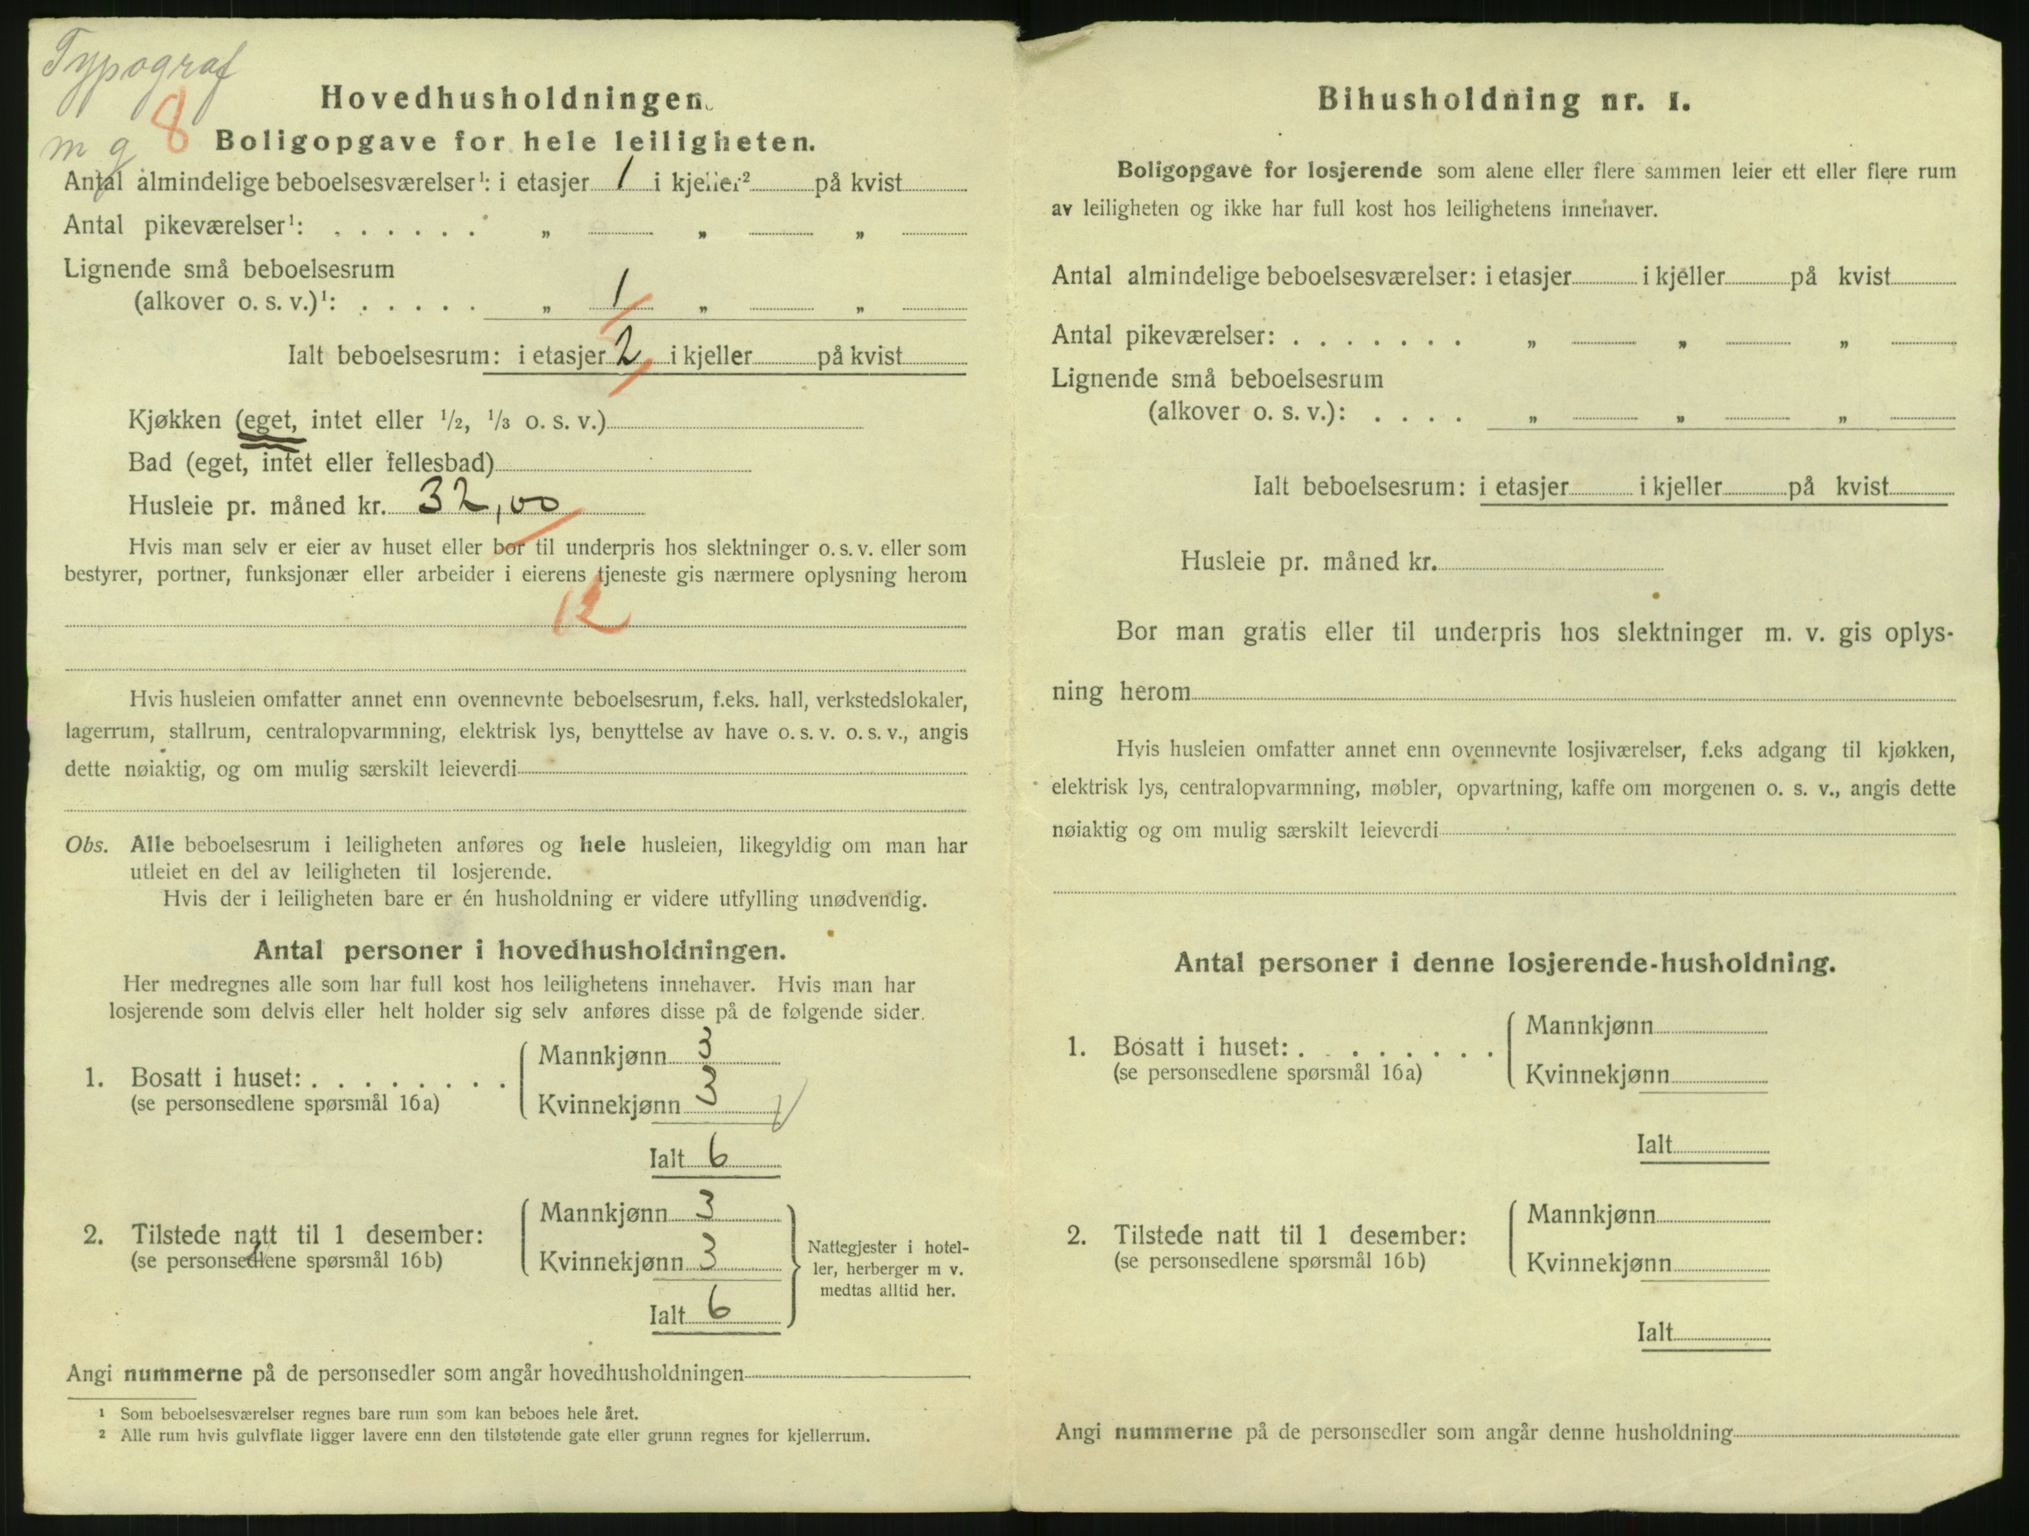 Typograf
m g 8
Hovedhusholdningen.
Boligopgave for hele leiligheten.
Antal almindelige beboelsesværelser¹: i etasjer 1 i kjeller² på kvist
Antal pikeværelser¹: . . . . . . „ „ „
Lignende små beboelsesrum
(alkover o. s. v.)¹: . . . . . „ 1 „ „
Ialt beboelsesrum: i etasjer 2 i kjeller på kvist
Kjøkken (eget, intet eller 1/2, 1/3 o. s. v.)
Bad (eget, intet eller fellesbad)
Husleie pr. måned kr. 32,00
Hvis man selv er eier av huset eller bor til underpris hos slektninger o. s. v. eller som
bestyrer, portner, funksjonær eller arbeider i eierens tjeneste gis nærmere oplysning herom
12
Hvis husleien omfatter annet enn ovennevnte beboelsesrum, f.eks. hall, verkstedslokaler,
lagerrum, stallrum, centralopvarmning, elektrisk lys, benyttelse av have o. s. v. o. s. v., angis
dette nøiaktig, og om mulig særskilt leieverdi
Obs. Alle beboelsesrum i leiligheten anføres og hele husleien, likegyldig om man har
utleiet en del av leiligheten til losjerende.
Hvis der i leiligheten bare er én husholdning er videre utfylling unødvendig.
Antal personer i hovedhusholdningen.
Her medregnes alle som har full kost hos leilighetens innehaver. Hvis man har
losjerende som delvis eller helt holder sig selv anføres disse på de følgende sider.
Mannkjønn 3
1. Bosatt i huset: . . . . . . . .
(se personsedlene spørsmål 16a)
Kvinnekjønn 3
Ialt 6
Mannkjønn 3
2. Tilstede natt til 1 desember:
(se personsedlene spørsmål 16b)
2
Kvinnekjønn 3
Ialt 6
Nattegjester i hotel-
ler, herberger m v.
medtas alltid her.
Angi nummerne på de personsedler som angår hovedhusholdningen
¹ Som beboelsesværelser regnes bare rum som kan beboes hele året.
² Alle rum hvis gulvflate ligger lavere enn den tilstøtende gate eller grunn regnes for kjellerrum.
Bihusholdning nr. 1.
Boligopgave for losjerende som alene eller flere sammen leier ett eller flere rum
av leiligheten og ikke har full kost hos leilighetens innehaver.
Antal almindelige beboelsesværelser: i etasjer i kjeller på kvist
Antal pikeværelser: . . . . . . . „ „ „
Lignende små beboelsesrum
(alkover o. s. v.): . . . . „ „ „
Ialt beboelsesrum: i etasjer i kjeller på kvist
Husleie pr. måned kr.
Bor man gratis eller til underpris hos slektninger m. v. gis oplys-
ning herom
Hvis husleien omfatter annet enn ovennevnte losjiværelser, f.eks adgang til kjøkken,
elektrisk lys, centralopvarmning, møbler, opvartning, kaffe om morgenen o. s. v., angis dette
nøiaktig og om mulig særskilt leieverdi
Antal personer i denne losjerende-husholdning.
Mannkjønn
1. Bosatt i huset: . . . . . . . .
(se personsedlene spørsmål 16a)
Kvinnekjønn
Ialt
Mannkjønn
2. Tilstede natt til 1 desember:
(se personsedlene spørsmål 16b)
Kvinnekjønn
Ialt
Angi nummerne på de personsedler som angår denne husholdning